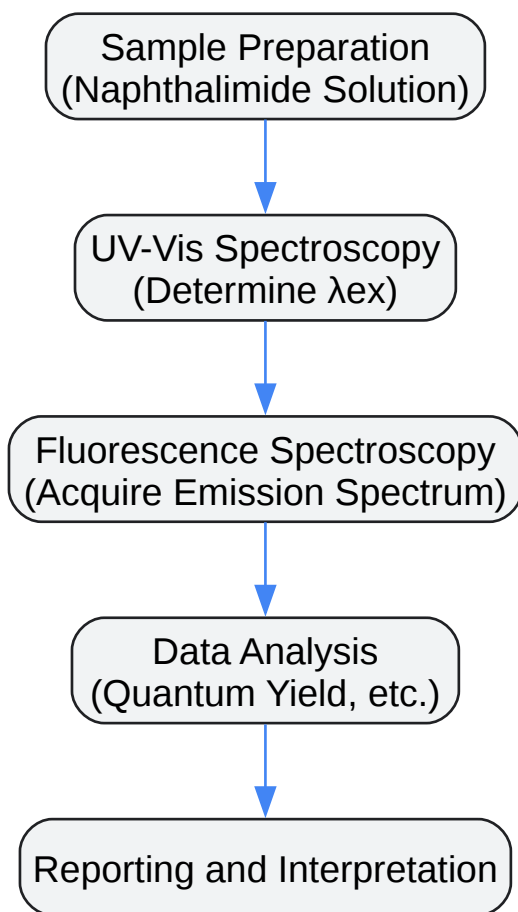 Sample Preparation
(Naphthalimide Solution)
UV-Vis Spectroscopy
(Determine λex)
Fluorescence Spectroscopy
(Acquire Emission Spectrum)
Data Analysis
(Quantum Yield, etc.)
Reporting and Interpretation